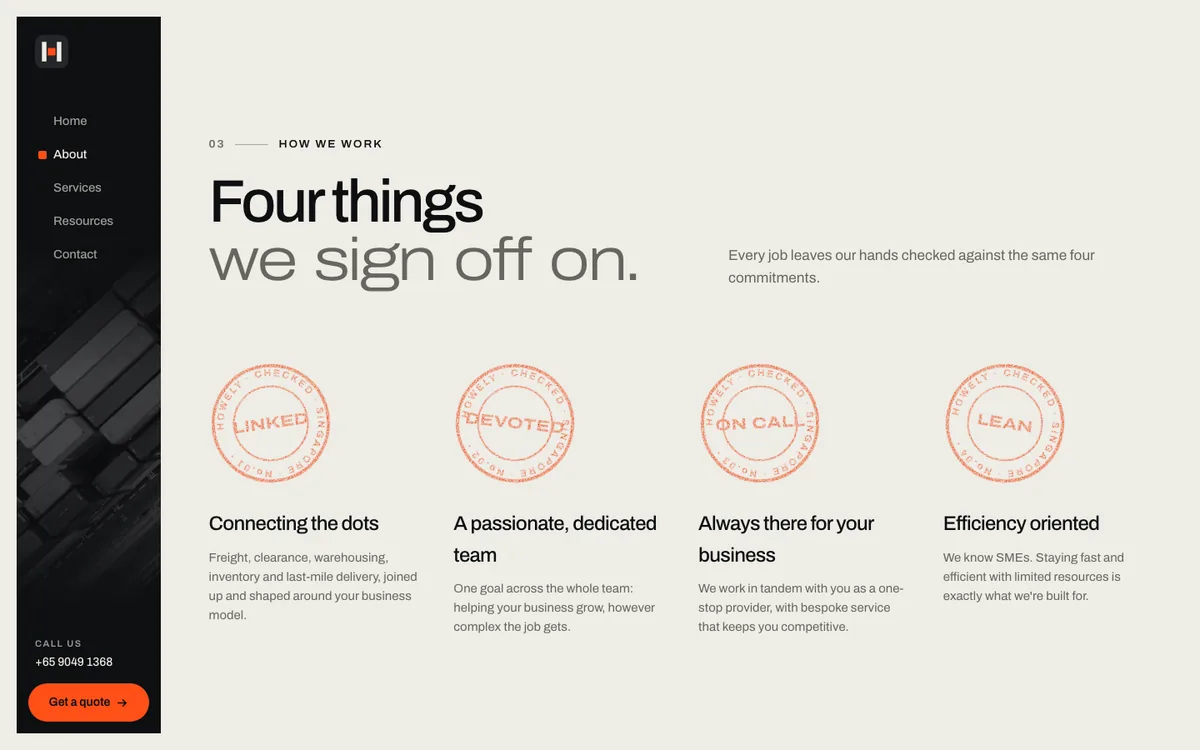 H
Home
About
Services
Resources
Contact
CALL US
+65 9049 1368
Get a quote →
03 HOW WE WORK
Four things
we sign off on.
Every job leaves our hands checked against the same four
commitments.
HOWELY · CHECKED · SINGAPORE · No.01 ·
LINKED
Connecting the dots
Freight, clearance, warehousing,
inventory and last-mile delivery, joined
up and shaped around your business
model.
HOWELY · CHECKED · SINGAPORE · No.02 ·
DEVOTED
A passionate, dedicated
team
One goal across the whole team:
helping your business grow, however
complex the job gets.
HOWELY · CHECKED · SINGAPORE · No.03 ·
ON CALL
Always there for your
business
We work in tandem with you as a one-
stop provider, with bespoke service
that keeps you competitive.
HOWELY · CHECKED · SINGAPORE · No.04 ·
LEAN
Efficiency oriented
We know SMEs. Staying fast and
efficient with limited resources is
exactly what we're built for.